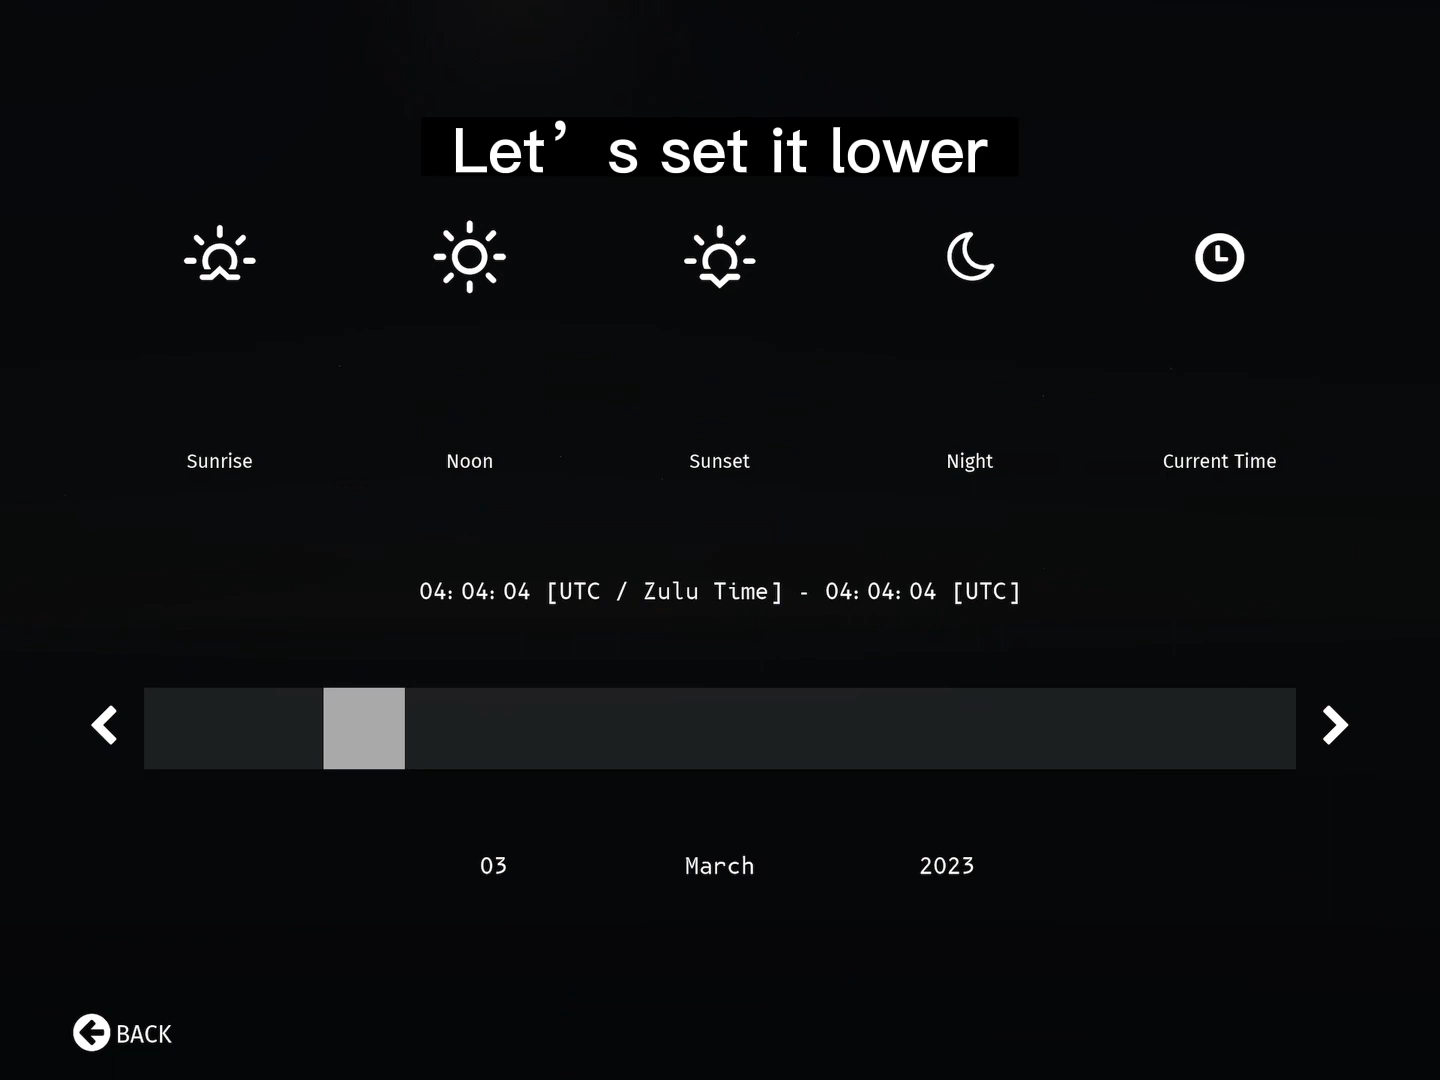 Let’s set it lower
Sunrise Noon Sunset Night Current Time
04:04:04 [UTC / Zulu Time] - 04:04:04 [UTC]
03 March 2023
BACK